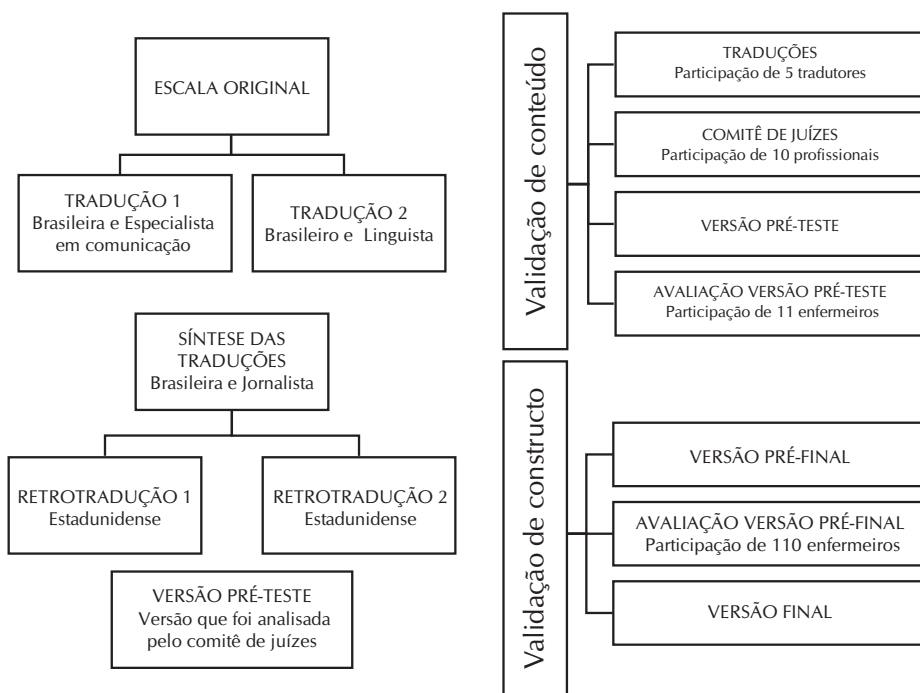 ESCALA ORIGINAL
TRADUÇÃO 1
Brasileira e Especialista
em comunicação
TRADUÇÃO 2
Brasileiro e Linguista
SÍNTESE DAS
TRADUÇÕES
Brasileira e Jornalista
RETROTRADUÇÃO 1
Estadunidense
RETROTRADUÇÃO 2
Estadunidense
VERSÃO PRÉ-TESTE
Versão que foi analisada
pelo comitê de juízes
Validação de conteúdo
TRADUÇÕES
Participação de 5 tradutores
COMITÊ DE JUÍZES
Participação de 10 profissionais
VERSÃO PRÉ-TESTE
AVALIAÇÃO VERSÃO PRÉ-TESTE
Participação de 11 enfermeiros
Validação de constructo
VERSÃO PRÉ-FINAL
AVALIAÇÃO VERSÃO PRÉ-FINAL
Participação de 110 enfermeiros
VERSÃO FINAL